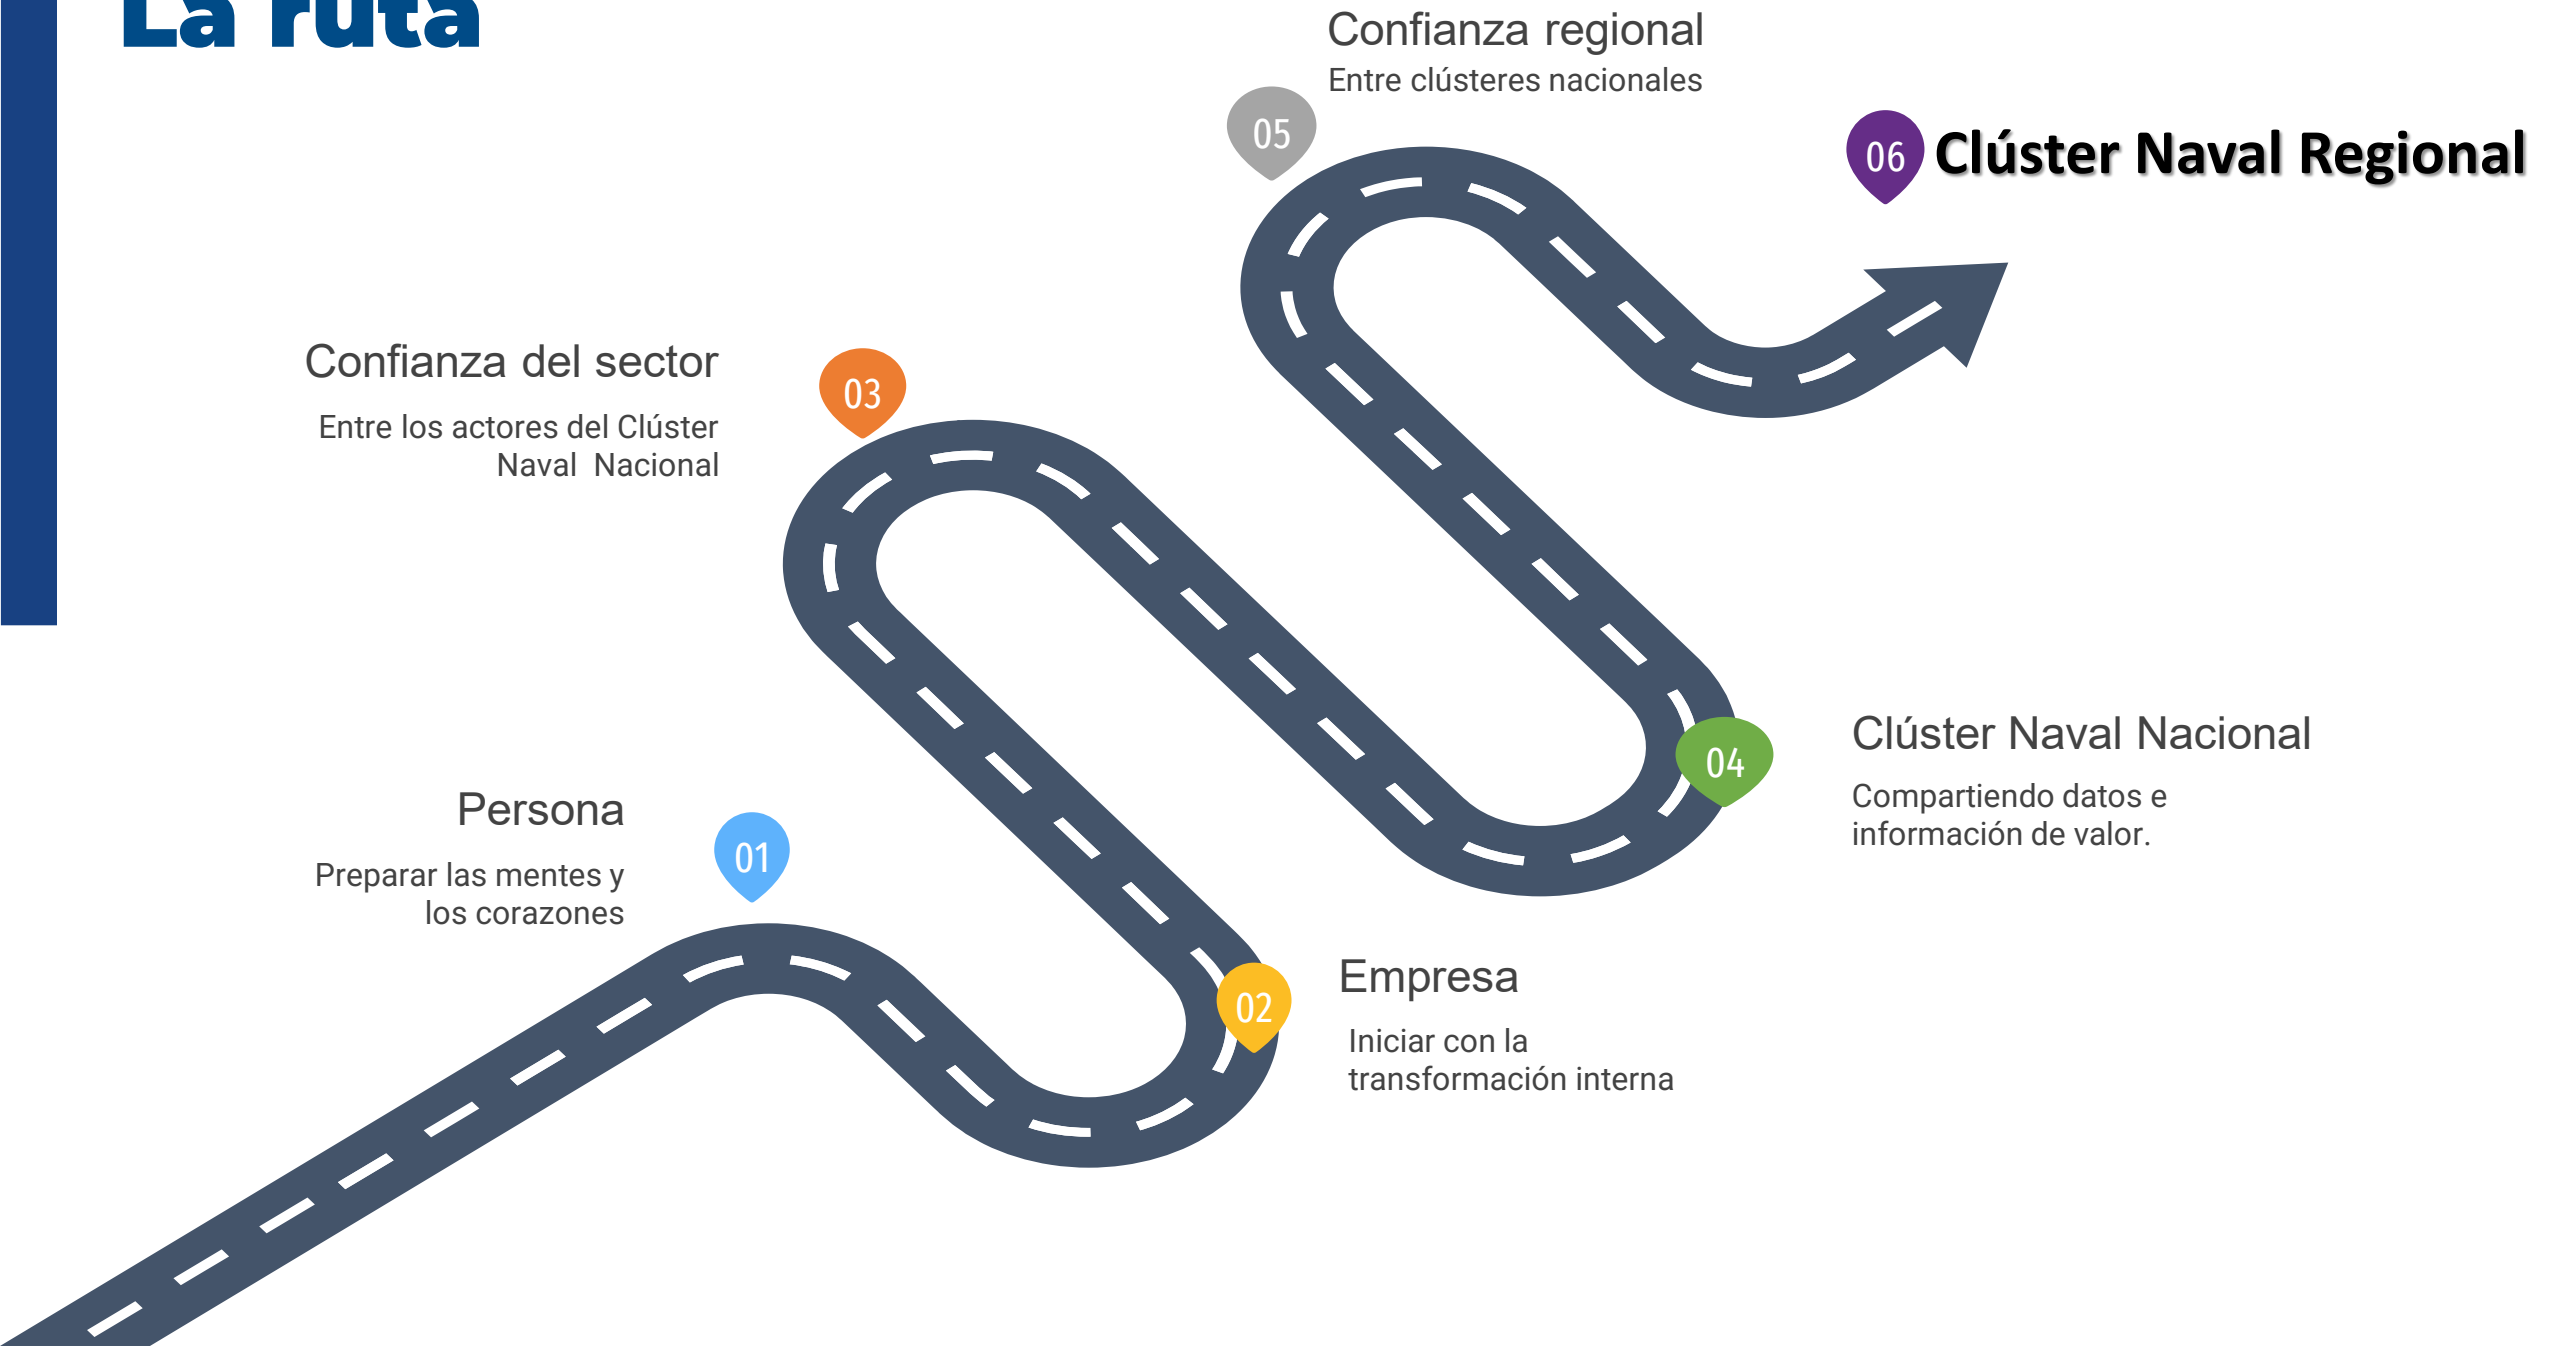 La ruta
Confianza regional
Entre clústeres nacionales
05
06 Clúster Naval Regional
Confianza del sector
Entre los actores del Clúster
Naval Nacional
03
Clúster Naval Nacional
Compartiendo datos e
información de valor.
04
Persona
Preparar las mentes y
los corazones
01
Empresa
Iniciar con la
transformación interna
02